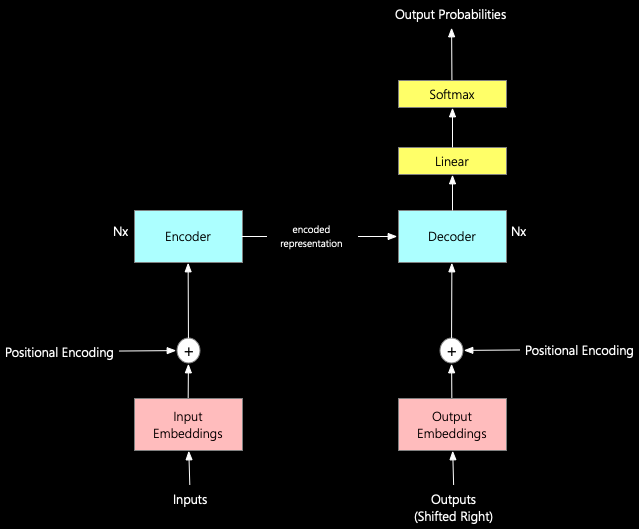 Output Probabilities
Softmax
Linear
Nx
Encoder
encoded
representation
Decoder
Nx
Positional Encoding
+
+
Positional Encoding
Input
Embeddings
Output
Embeddings
Inputs
Outputs
(Shifted Right)